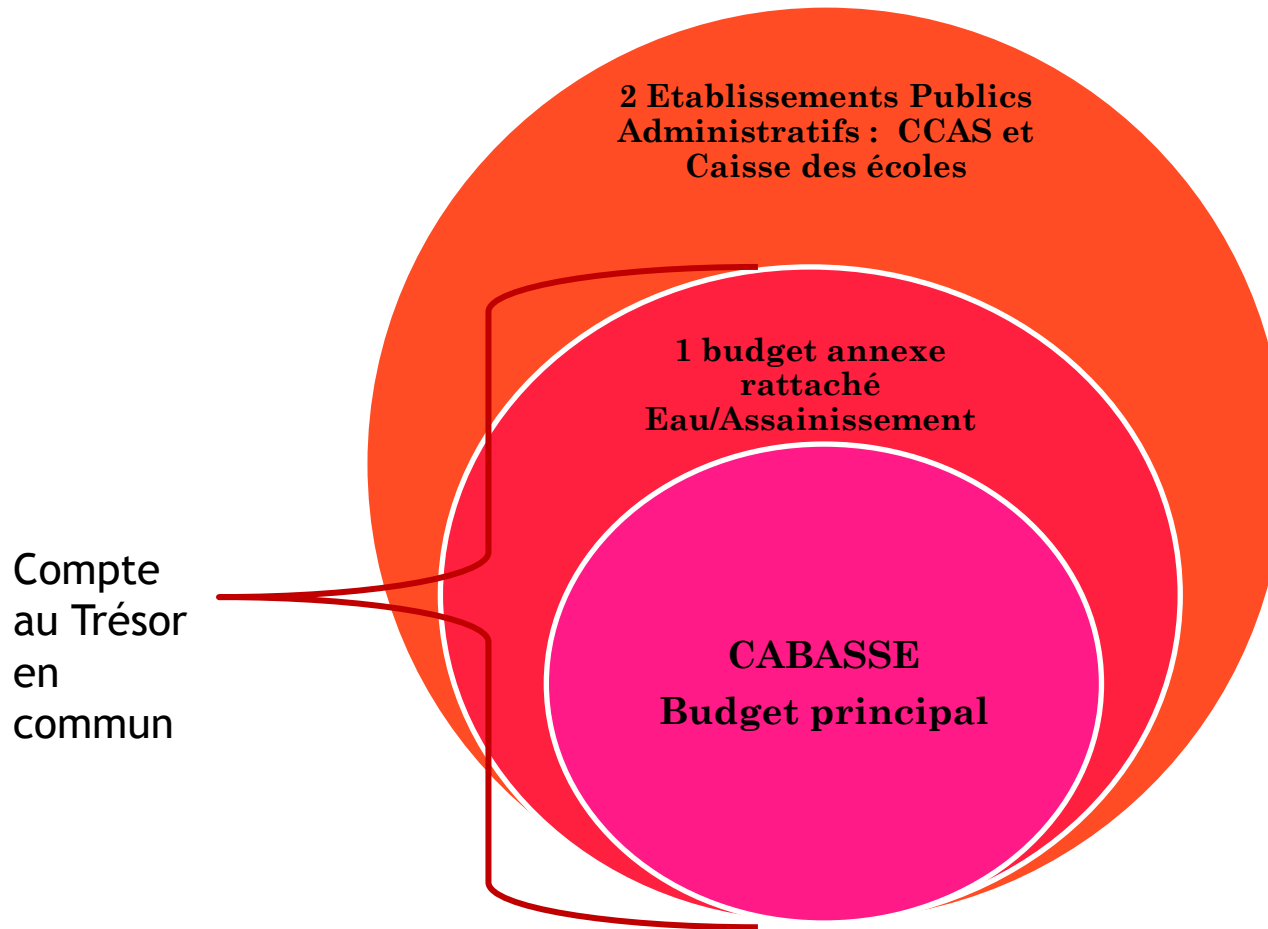 2 Etablissements Publics
Administratifs : CCAS et
Caisse des écoles
1 budget annexe
rattaché
Eau/Assainissement
CABASSE
Budget principal
Compte
au Trésor
en
commun